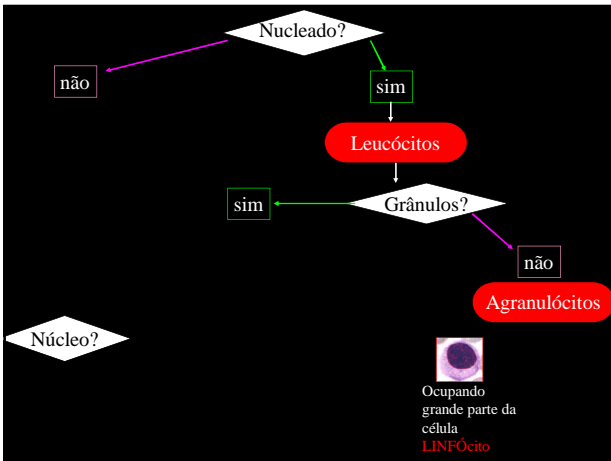 Nucleado?
não
sim
Leucócitos
sim
Grânulos?
não
Agranulócitos
Núcleo?
Ocupando
grande parte da
célula
LINFÓcito